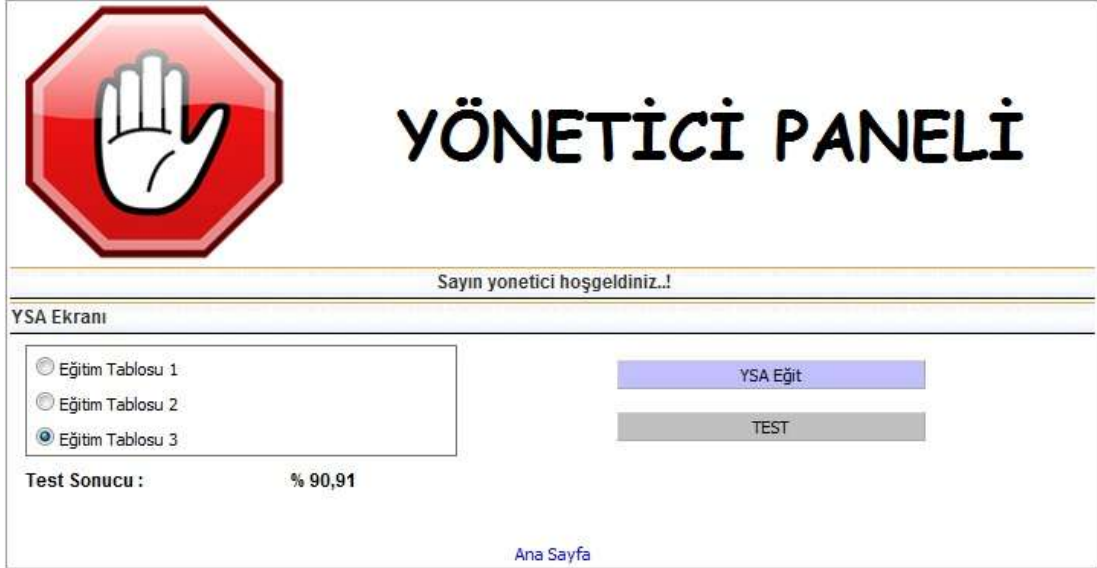 YÖNETİCİ PANELİ
Sayın yonetici hoşgeldiniz..!
YSA Ekranı
Eğitim Tablosu 1
Eğitim Tablosu 2
Eğitim Tablosu 3
YSA Eğit
TEST
Test Sonucu : % 90,91
Ana Sayfa